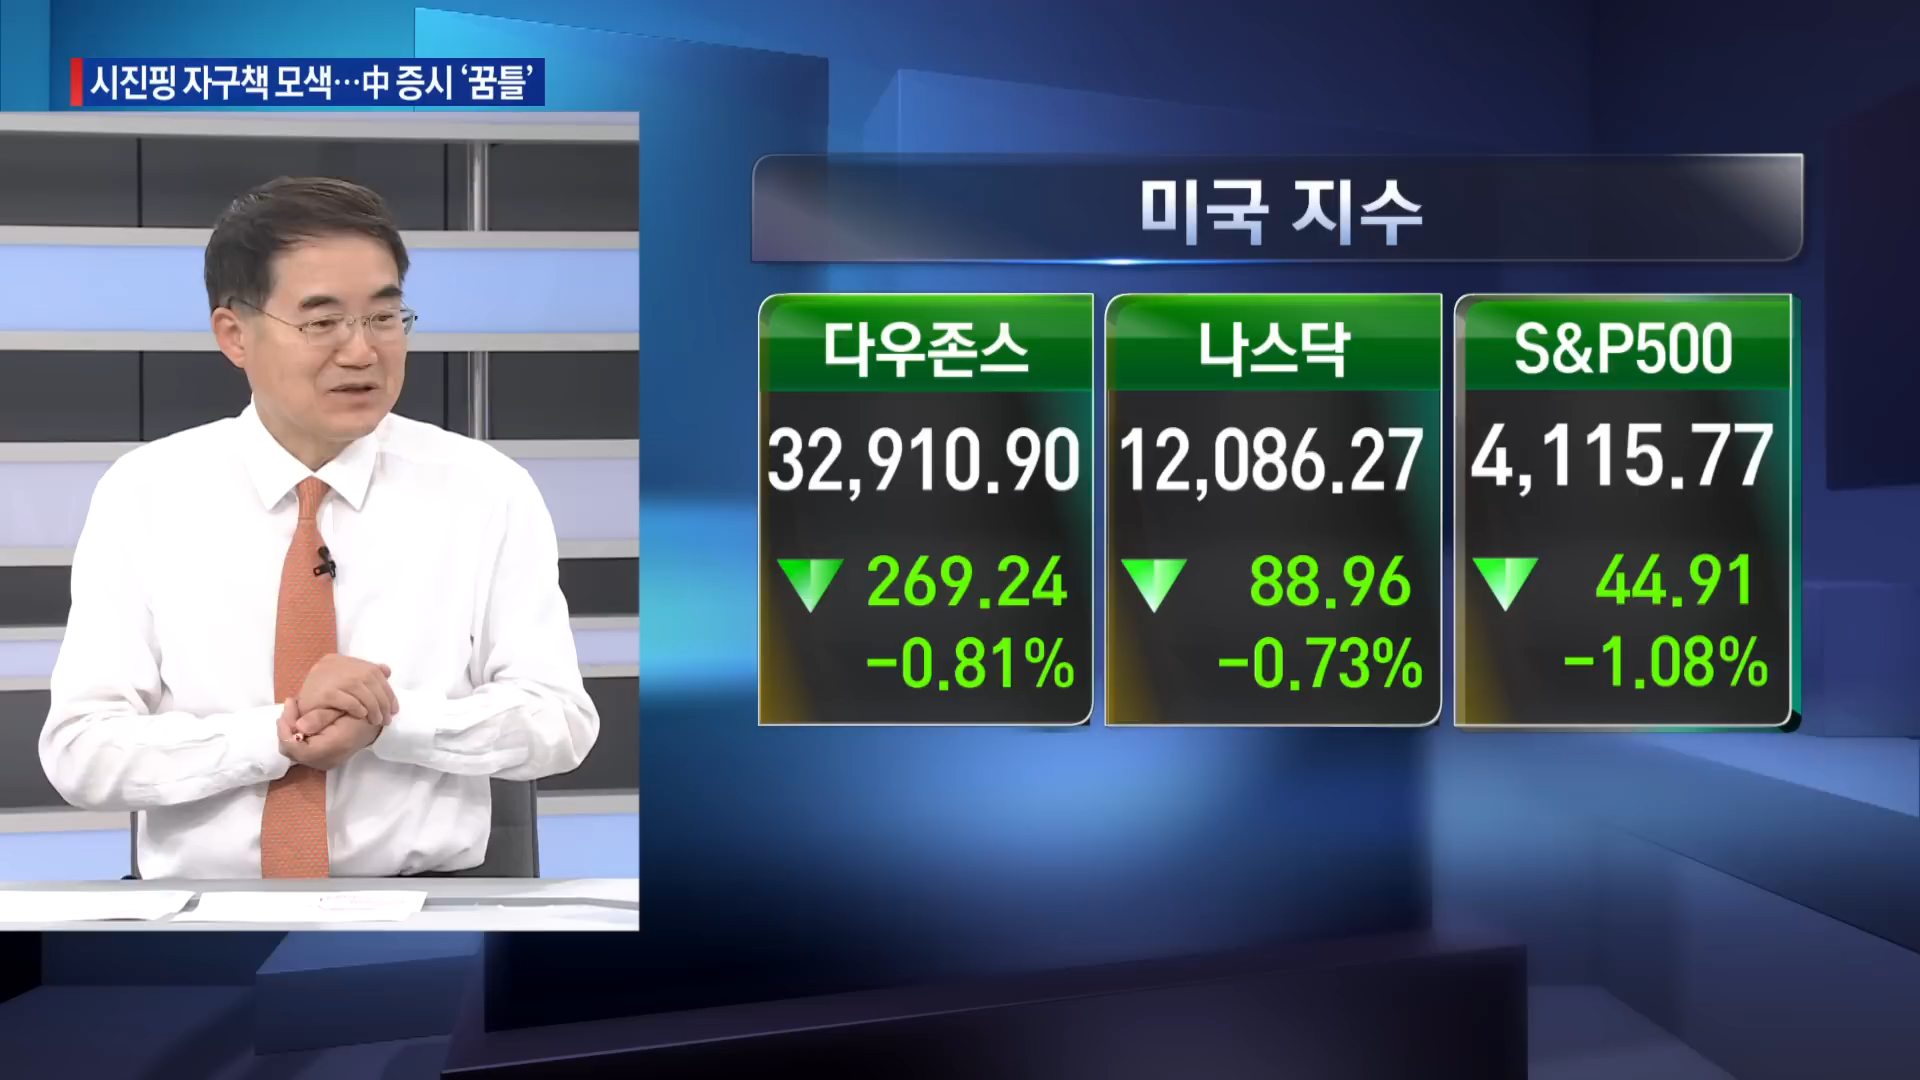 시진핑 자구책 모색…中 증시 ‘꿈틀’
미국 지수
다우존스
32,910.90
▼ 269.24
-0.81%
나스닥
12,086.27
▼ 88.96
-0.73%
S&P500
4,115.77
▼ 44.91
-1.08%